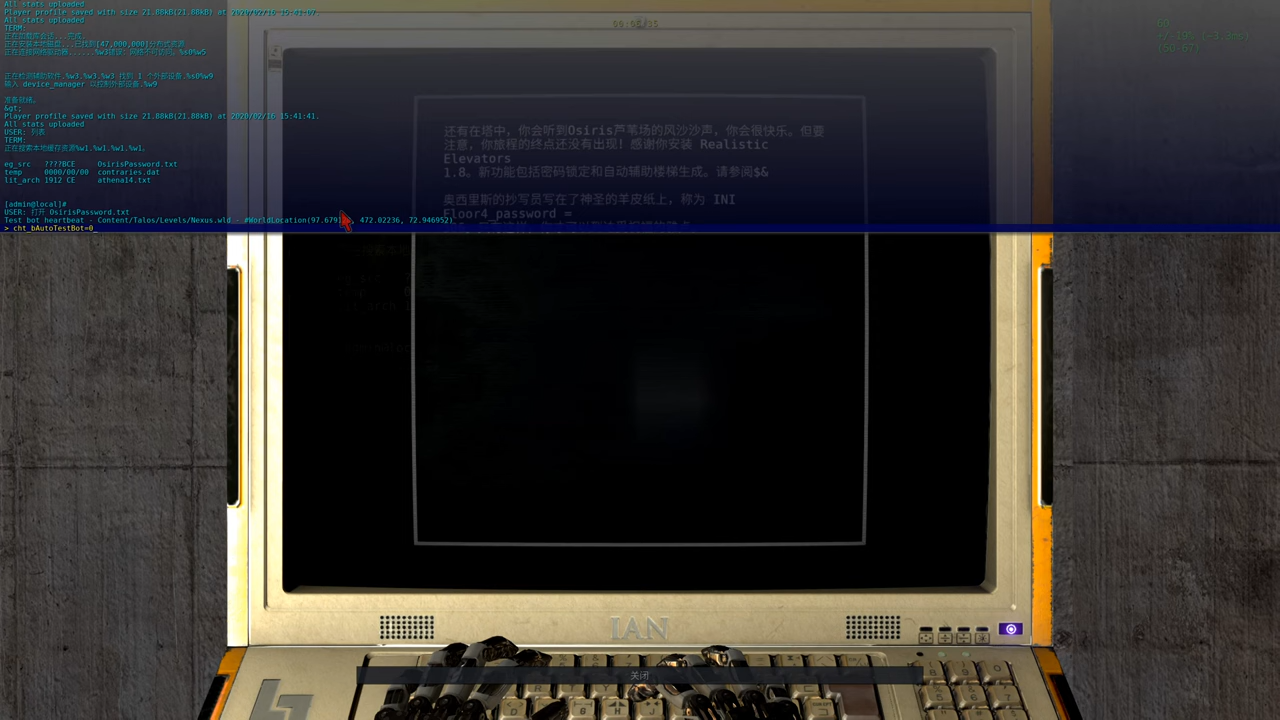 All stats uploaded
Player profile saved with size 21.88kB(21.88kB) at 2020/02/16 15:41:07.
All stats uploaded
TERM:
正在加载库会话...完成。
正在安装本地磁盘...已找到[47,000,000]分布式资源
正在连接网络驱动器......%w3错误: 网络不可访问。%s0%w5
正在检测辅助软件.%w3.%w3.%w3 找到 1 个外部设备.%s0%w9
输入 device_manager 以控制外部设备.%w9
准备就绪。
&gt;
Player profile saved with size 21.88kB(21.88kB) at 2020/02/16 15:41:41.
All stats uploaded
USER: 列表
TERM:
正在搜索本地缓存资源%w1.%w1.%w1.%w1。
eg_src ????BCE OsirisPassword.txt
temp 0000/00/00 contraries.dat
lit_arch 1912 CE athena14.txt
[admin@local]#
USER: 打开 OsirisPassword.txt
Test bot heartbeat - Content/Talos/Levels/Nexus.wld - #WorldLocation(97.679, 472.02236, 72.946952)
> cht_bAutoTestBot=0_
还有在塔中, 你会听到Osiris芦苇场的风沙沙声, 你会很快乐。但要
注意, 你旅程的终点还没有出现! 感谢你安装 Realistic
Elevators
1.8。新功能包括密码锁定和自动辅助楼梯生成。请参阅$&
奥西里斯的抄写员写在了神圣的羊皮纸上, 称为 INI
Floor4_password =
60
+/-19% (~3.3ms)
(60-67)
IAN
关闭